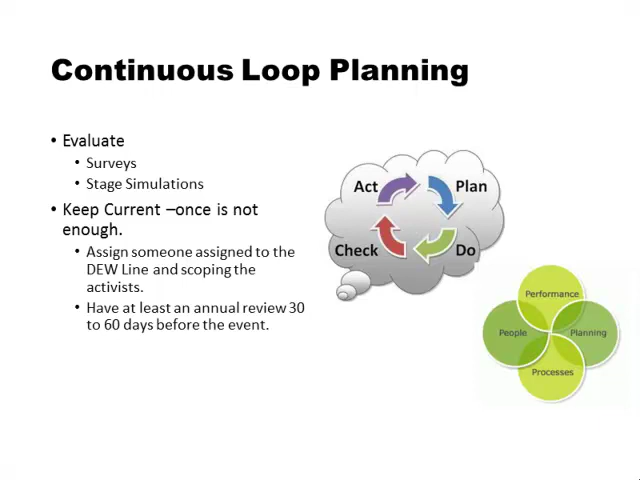 Continuous Loop Planning
• Evaluate
• Surveys
• Stage Simulations
• Keep Current –once is not
enough.
• Assign someone assigned to the
DEW Line and scoping the
activists.
• Have at least an annual review 30
to 60 days before the event.
Act
Plan
Check
Do
Performance
People
Planning
Processes